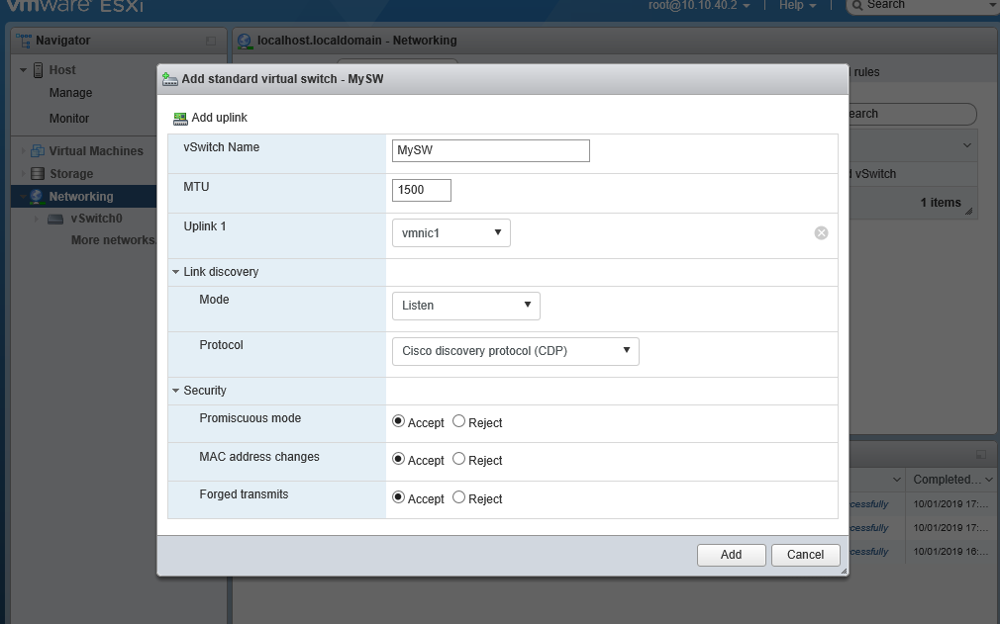 vmware ESXi
root@10.10.40.2 Help Search
Navigator
localhost.localdomain - Networking
Host
Manage
Monitor
Virtual Machines
Storage
Networking
vSwitch0
More networks
rules
vSwitch
1 items
Completed...
10/01/2019 17:...
10/01/2019 17:...
10/01/2019 16:...
Add standard virtual switch - MySW
Add uplink
vSwitch Name MySW
MTU 1500
Uplink 1 vmnic1
Link discovery
Mode Listen
Protocol Cisco discovery protocol (CDP)
Security
Promiscuous mode Accept Reject
MAC address changes Accept Reject
Forged transmits Accept Reject
Add Cancel